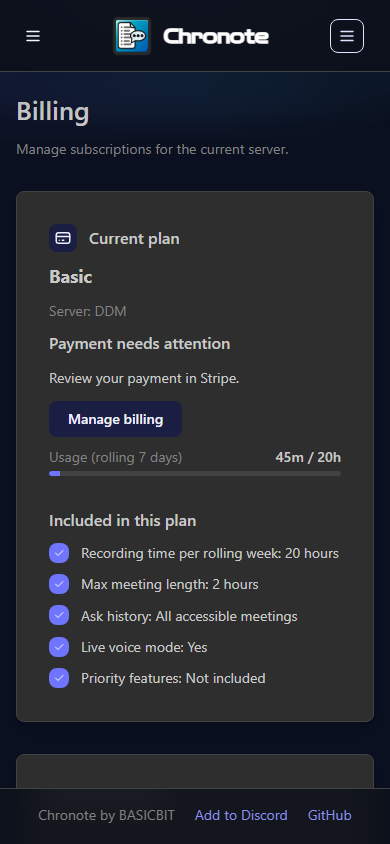 Chronote
Billing
Manage subscriptions for the current server.
Current plan
Basic
Server: DDM
Payment needs attention
Review your payment in Stripe.
Manage billing
Usage (rolling 7 days) 45m / 20h
Included in this plan
Recording time per rolling week: 20 hours
Max meeting length: 2 hours
Ask history: All accessible meetings
Live voice mode: Yes
Priority features: Not included
Chronote by BASICBIT Add to Discord GitHub